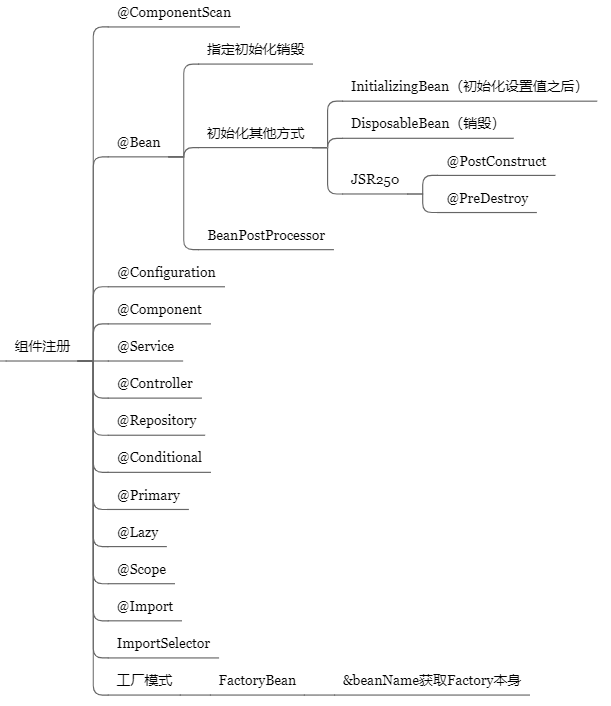 @ComponentScan
指定初始化销毁
InitializingBean（初始化设置值之后）
DisposableBean（销毁）
初始化其他方式
@Bean
@PostConstruct
JSR250
@PreDestroy
BeanPostProcessor
@Configuration
@Component
组件注册
@Service
@Controller
@Repository
@Conditional
@Primary
@Lazy
@Scope
@Import
ImportSelector
工厂模式 FactoryBean &beanName获取Factory本身